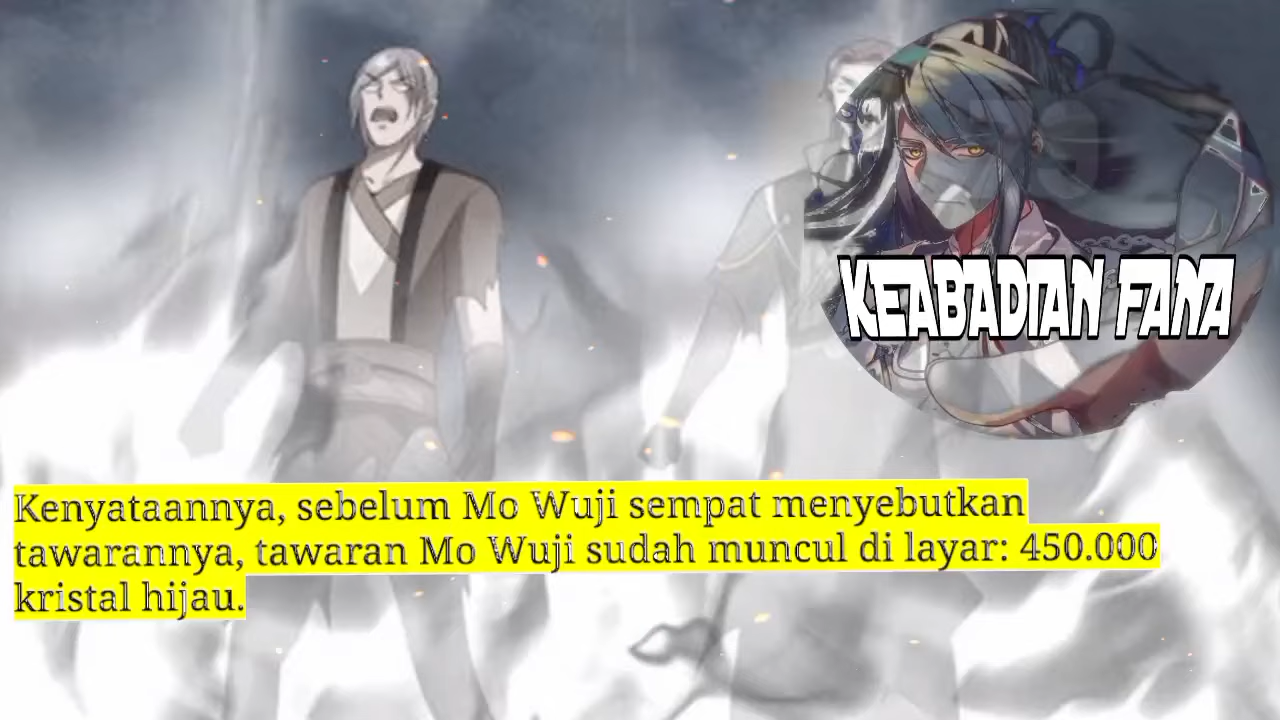 KEABADIAN FANA
Kenyataannya, sebelum Mo Wuji sempat menyebutkan
tawarannya, tawaran Mo Wuji sudah muncul di layar: 450.000
kristal hijau.